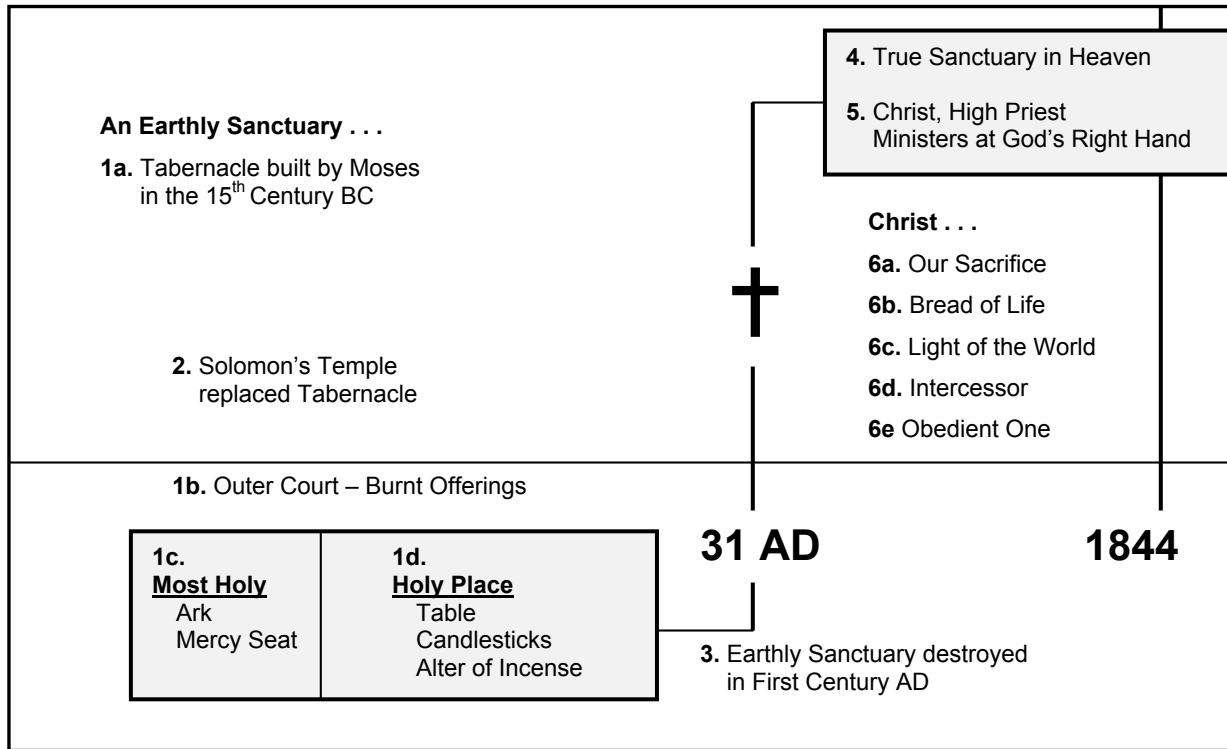 An Earthly Sanctuary . . .
1a. Tabernacle built by Moses
in the 15th Century BC
2. Solomon’s Temple
replaced Tabernacle
4. True Sanctuary in Heaven
5. Christ, High Priest
Ministers at God’s Right Hand
Christ . . .
6a. Our Sacrifice
6b. Bread of Life
6c. Light of the World
6d. Intercessor
6e Obedient One
1b. Outer Court – Burnt Offerings
1c.
Most Holy
Ark
Mercy Seat
1d.
Holy Place
Table
Candlesticks
Alter of Incense
31 AD
1844
3. Earthly Sanctuary destroyed
in First Century AD